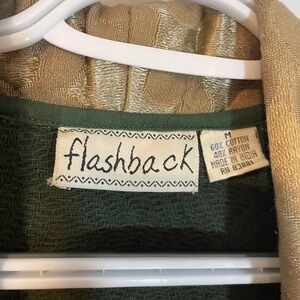 flashback
M
60% COTTON
40% RAYON
MADE IN INDIA